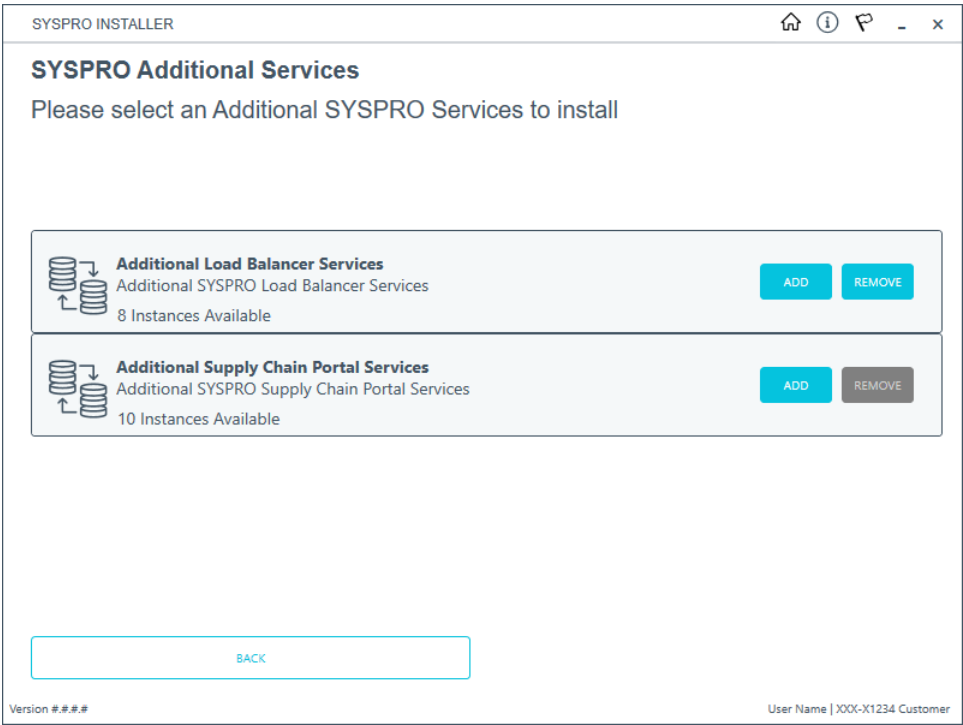 SYSPRO INSTALLER
SYSPRO Additional Services
Please select an Additional SYSPRO Services to install
Additional Load Balancer Services
Additional SYSPRO Load Balancer Services
8 Instances Available
ADD
REMOVE
Additional Supply Chain Portal Services
Additional SYSPRO Supply Chain Portal Services
10 Instances Available
ADD
REMOVE
BACK
Version #.#.#.#
User Name | XXX-X1234 Customer